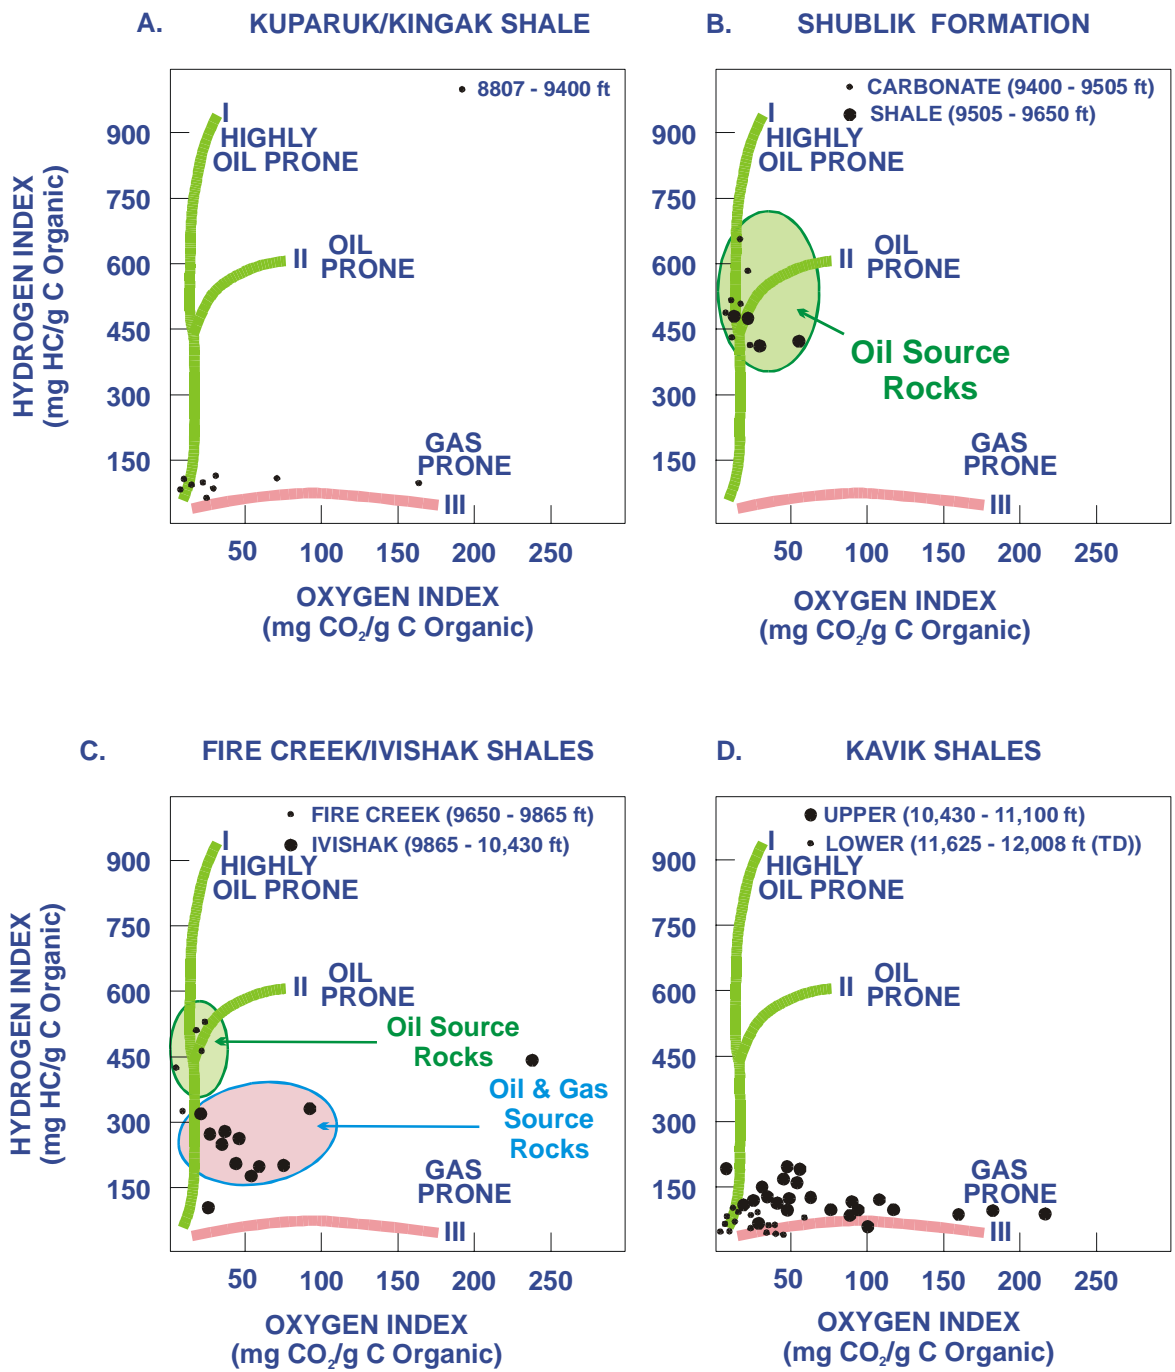 A. KUPARUK/KINGAK SHALE
8807 - 9400 ft
I
HIGHLY
OIL PRONE
II OIL
PRONE
GAS
PRONE
III
900
750
600
450
300
150
50 100 150 200 250
HYDROGEN INDEX
(mg HC/g C Organic)
OXYGEN INDEX
(mg CO₂/g C Organic)
B. SHUBLIK FORMATION
CARBONATE (9400 - 9505 ft)
SHALE (9505 - 9650 ft)
I
HIGHLY
OIL PRONE
II OIL
PRONE
Oil Source
Rocks
GAS
PRONE
III
900
750
600
450
300
150
50 100 150 200 250
OXYGEN INDEX
(mg CO₂/g C Organic)
C. FIRE CREEK/IVISHAK SHALES
FIRE CREEK (9650 - 9865 ft)
IVISHAK (9865 - 10,430 ft)
I
HIGHLY
OIL PRONE
II OIL
PRONE
Oil Source
Rocks
Oil & Gas
Source
Rocks
GAS
PRONE
III
900
750
600
450
300
150
50 100 150 200 250
HYDROGEN INDEX
(mg HC/g C Organic)
OXYGEN INDEX
(mg CO₂/g C Organic)
D. KAVIK SHALES
UPPER (10,430 - 11,100 ft)
LOWER (11,625 - 12,008 ft (TD))
I
HIGHLY
OIL PRONE
II OIL
PRONE
GAS
PRONE
III
900
750
600
450
300
150
50 100 150 200 250
OXYGEN INDEX
(mg CO₂/g C Organic)